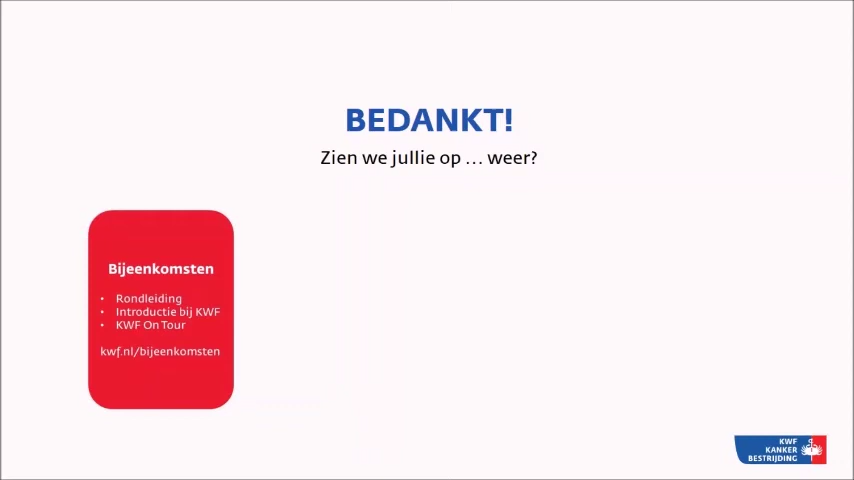 BEDANKT!
Zien we jullie op ... weer?
Bijeenkomsten
• Rondleiding
• Introductie bij KWF
• KWF On Tour
kwf.nl/bijeenkomsten
KWF
KANKER
BESTRIJDING